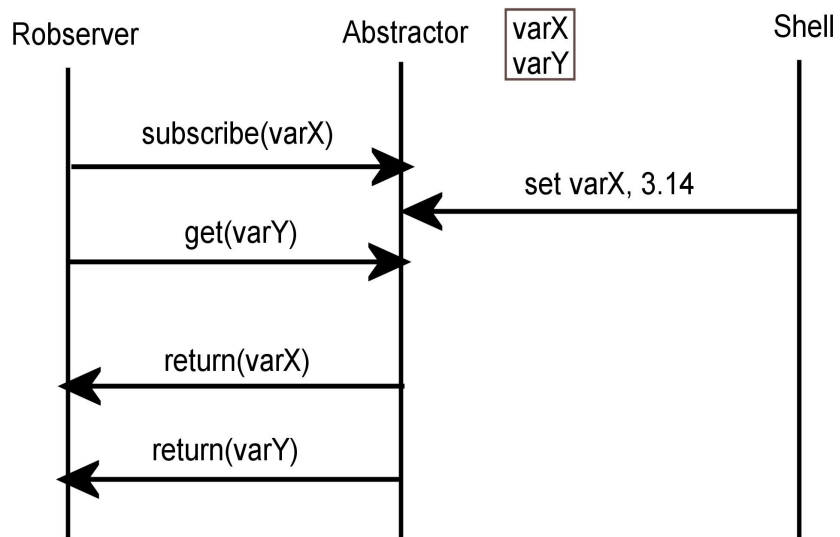 Robserver
Abstractor
varX
varY
Shell
subscribe(varX)
set varX, 3.14
get(varY)
return(varX)
return(varY)